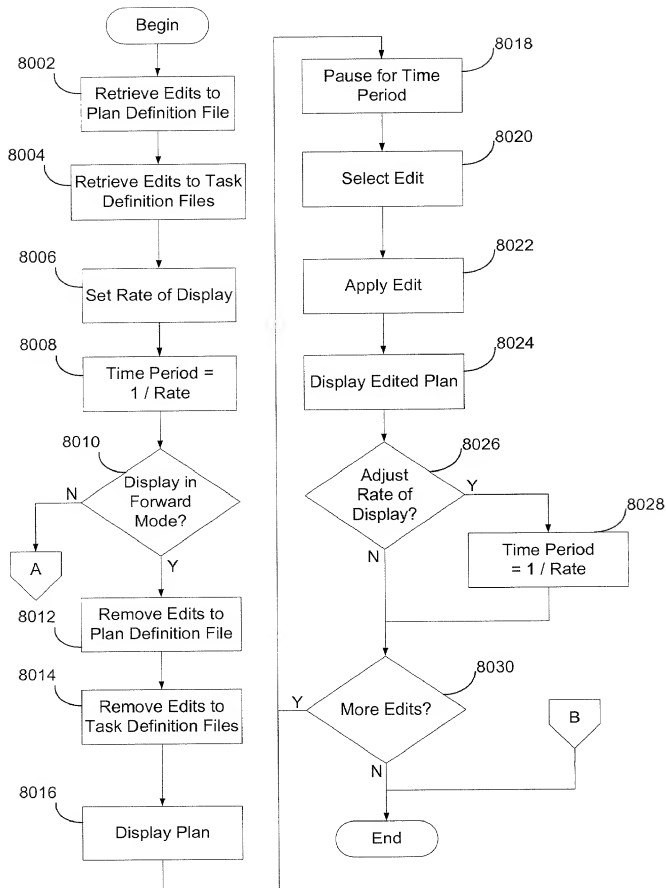 Begin
8002
Retrieve Edits to
Plan Definition File
8004
Retrieve Edits to Task
Definition Files
8006
Set Rate of Display
8008
Time Period =
1 / Rate
8010
Display in
Forward
Mode?
N
Y
A
8012
Remove Edits to
Plan Definition File
8014
Remove Edits to
Task Definition Files
8016
Display Plan
8018
Pause for Time
Period
8020
Select Edit
8022
Apply Edit
8024
Display Edited Plan
8026
Adjust
Rate of
Display?
Y
N
8028
Time Period
= 1 / Rate
8030
More Edits?
Y
N
B
End